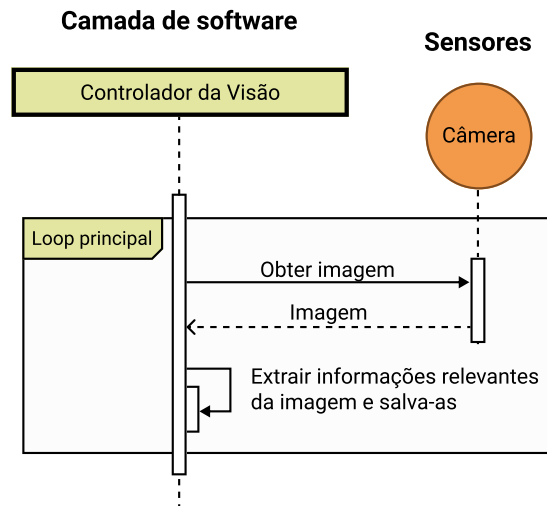 Camada de software
Sensores
Controlador da Visão
Câmera
Loop principal
Obter imagem
Imagem
Extrair informações relevantes
da imagem e salva-as